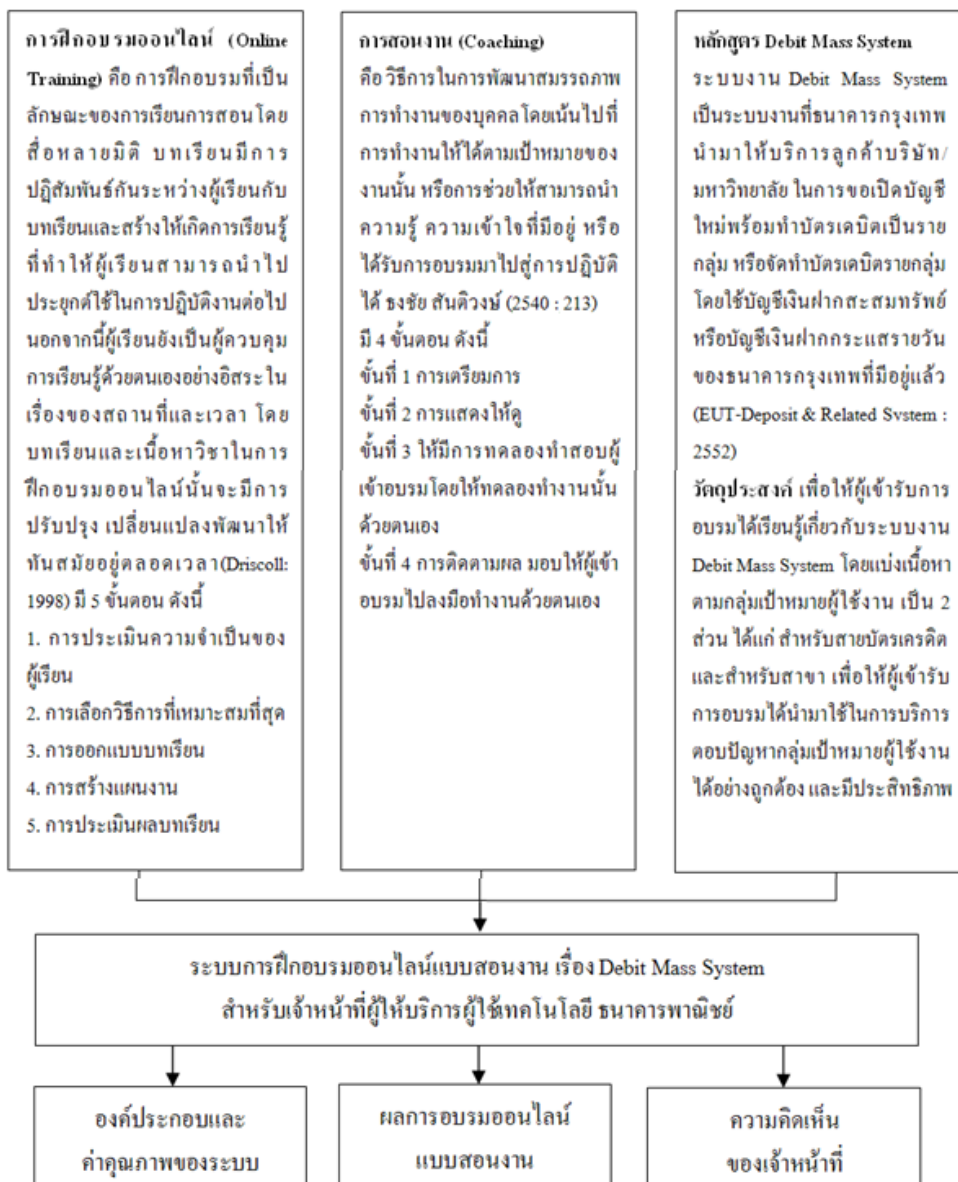 การฝึกอบรมออนไลน์ (Online
Training) คือ การฝึกอบรมที่เป็น
ลักษณะของการเรียนการสอนโดย
สื่อหลายมิติ บทเรียนมีการ
ปฏิสัมพันธ์กันระหว่างผู้เรียนกับ
บทเรียนและสร้างให้เกิดการเรียนรู้
ที่ทำให้ผู้เรียนสามารถนำไป
ประยุกต์ใช้ในการปฏิบัติงานต่อไป
นอกจากนี้ผู้เรียนยังเป็นผู้ควบคุม
การเรียนรู้ด้วยตนเองอย่างอิสระใน
เรื่องของสถานที่และเวลา โดย
บทเรียนและเนื้อหาวิชาในการ
ฝึกอบรมออนไลน์นั้นจะมีการ
ปรับปรุง เปลี่ยนแปลงพัฒนาให้
ทันสมัยอยู่ตลอดเวลา(Driscoll:
1998) มี 5 ขั้นตอน ดังนี้
1. การประเมินความจำเป็นของ
ผู้เรียน
2. การเลือกวิธีการที่เหมาะสมที่สุด
3. การออกแบบบทเรียน
4. การสร้างแผนงาน
5. การประเมินผลบทเรียน
การสอนงาน (Coaching)
คือ วิธีการในการพัฒนาสมรรถภาพ
การทำงานของบุคคลโดยเน้นไปที่
การทำงานให้ได้ตามเป้าหมายของ
งานนั้น หรือการช่วยให้สามารถนำ
ความรู้ ความเข้าใจที่มีอยู่ หรือ
ได้รับการอบรมมาไปสู่การปฏิบัติ
ได้ ธงชัย สันติวงษ์ (2540 : 213)
มี 4 ขั้นตอน ดังนี้
ขั้นที่ 1 การเตรียมการ
ขั้นที่ 2 การแสดงให้ดู
ขั้นที่ 3 ให้มีการทดลองทำสอบผู้
เข้าอบรมโดยให้ทดลองทำงานนั้น
ด้วยตนเอง
ขั้นที่ 4 การติดตามผล มอบให้ผู้เข้า
อบรมไปลงมือทำงานด้วยตนเอง
หลักสูตร Debit Mass System
ระบบงาน Debit Mass System
เป็นระบบงานที่ธนาคารกรุงเทพ
นำมาให้บริการลูกค้าบริษัท/
มหาวิทยาลัย ในการขอเปิดบัญชี
ใหม่พร้อมทำบัตรเดบิตเป็นราย
กลุ่ม หรือจัดทำบัตรเดบิตรายกลุ่ม
โดยใช้บัญชีเงินฝากสะสมทรัพย์
หรือบัญชีเงินฝากกระแสรายวัน
ของธนาคารกรุงเทพที่มีอยู่แล้ว
(EUT-Deposit & Related System :
2552)
วัตถุประสงค์ เพื่อให้ผู้เข้ารับการ
อบรมได้เรียนรู้เกี่ยวกับระบบงาน
Debit Mass System โดยแบ่งเนื้อหา
ตามกลุ่มเป้าหมายผู้ใช้งาน เป็น 2
ส่วน ได้แก่ สำหรับสายบัตรเครดิต
และสำหรับสาขา เพื่อให้ผู้เข้ารับ
การอบรมได้นำมาใช้ในการบริการ
ตอบปัญหากลุ่มเป้าหมายผู้ใช้งาน
ได้อย่างถูกต้อง และมีประสิทธิภาพ
ระบบการฝึกอบรมออนไลน์แบบสอนงาน เรื่อง Debit Mass System
สำหรับเจ้าหน้าที่ผู้ให้บริการผู้ใช้เทคโนโลยี ธนาคารพาณิชย์
องค์ประกอบและ
ค่าคุณภาพของระบบ
ผลการอบรมออนไลน์
แบบสอนงาน
ความคิดเห็น
ของเจ้าหน้าที่